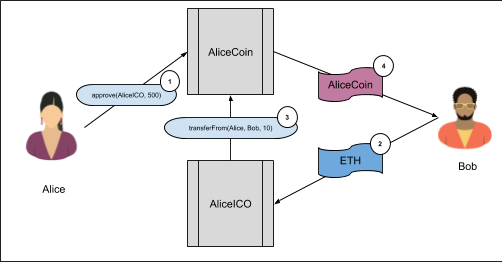 AliceCoin
1
approve(AliceICO, 500)
4
AliceCoin
3
transferFrom(Alice, Bob, 10)
2
ETH
Alice
Bob
AliceICO